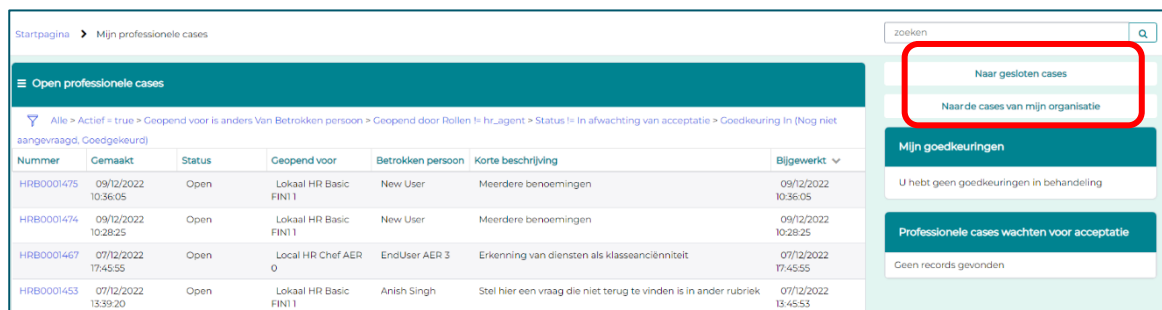 Startpagina > Mijn professionele cases
zoeken
Naar gesloten cases
Naar de cases van mijn organisatie
Open professionele cases
Alle > Actief = true > Geopend voor is anders Van Betrokken persoon > Geopend door Rollen != hr_agent > Status != In afwachting van acceptatie > Goedkeuring In (Nog niet
aangevraagd, Goedgekeurd)
Nummer Gemaakt Status Geopend voor Betrokken persoon Korte beschrijving Bijgewerkt
HRB0001475 09/12/2022 Open Lokaal HR Basic New User Meerdere benoemingen 09/12/2022
10:36:05 FIN1 1 10:36:05
HRB0001474 09/12/2022 Open Lokaal HR Basic New User Meerdere benoemingen 09/12/2022
10:28:25 FIN1 1 10:28:25
HRB0001467 07/12/2022 Open Local HR Chef AER EndUser AER 3 Erkenning van diensten als klasseanciënniteit 07/12/2022
17:45:55 0 17:45:55
HRB0001453 07/12/2022 Open Lokaal HR Basic Anish Singh Stel hier een vraag die niet terug te vinden is in ander rubriek 07/12/2022
13:39:20 FIN1 1 13:45:53
Mijn goedkeuringen
U hebt geen goedkeuringen in behandeling
Professionele cases wachten voor acceptatie
Geen records gevonden